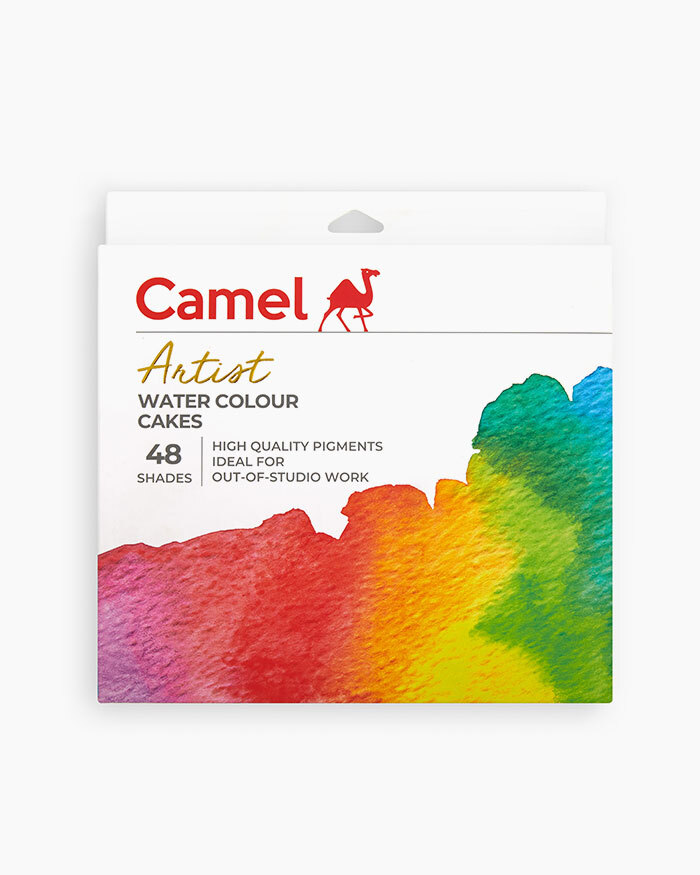 Camel
Artist
WATER COLOUR
CAKES
48
SHADES
HIGH QUALITY PIGMENTS
IDEAL FOR
OUT-OF-STUDIO WORK